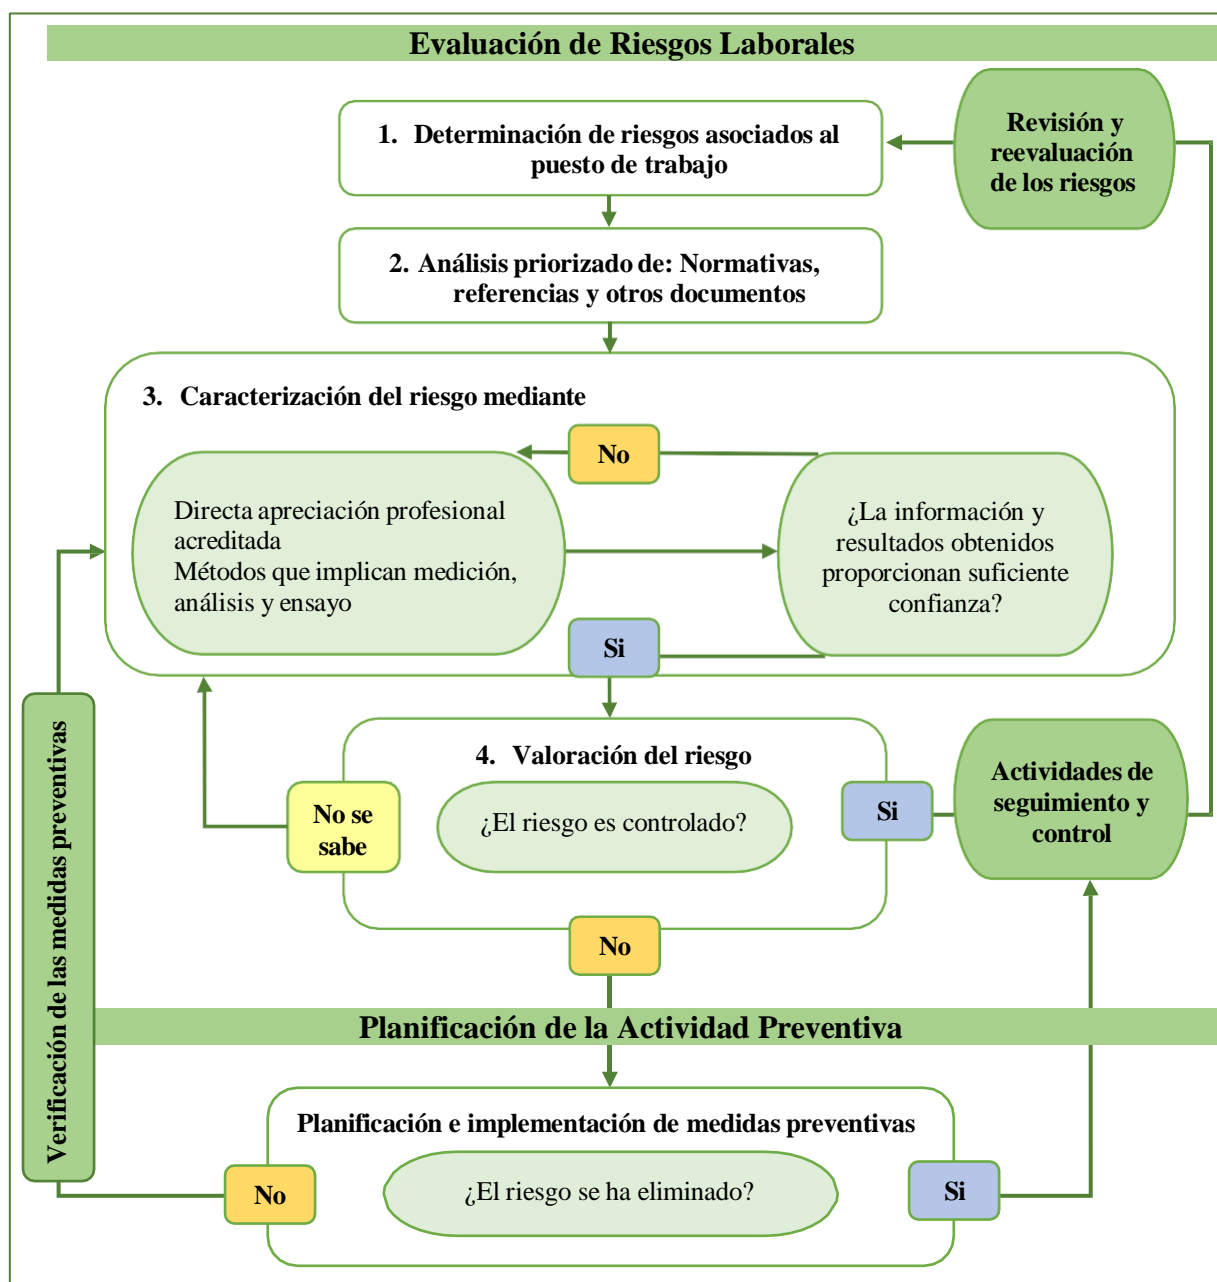 Evaluación de Riesgos Laborales
1. Determinación de riesgos asociados al
puesto de trabajo
Revisión y
reevaluación
de los riesgos
2. Análisis priorizado de: Normativas,
referencias y otros documentos
3. Caracterización del riesgo mediante
No
Directa apreciación profesional
acreditada
Métodos que implican medición,
análisis y ensayo
¿La información y
resultados obtenidos
proporcionan suficiente
confianza?
Si
4. Valoración del riesgo
¿El riesgo es controlado?
No se
sabe
Si
Actividades de
seguimiento y
control
No
Verificación de las medidas preventivas
Planificación de la Actividad Preventiva
Planificación e implementación de medidas preventivas
No
¿El riesgo se ha eliminado?
Si